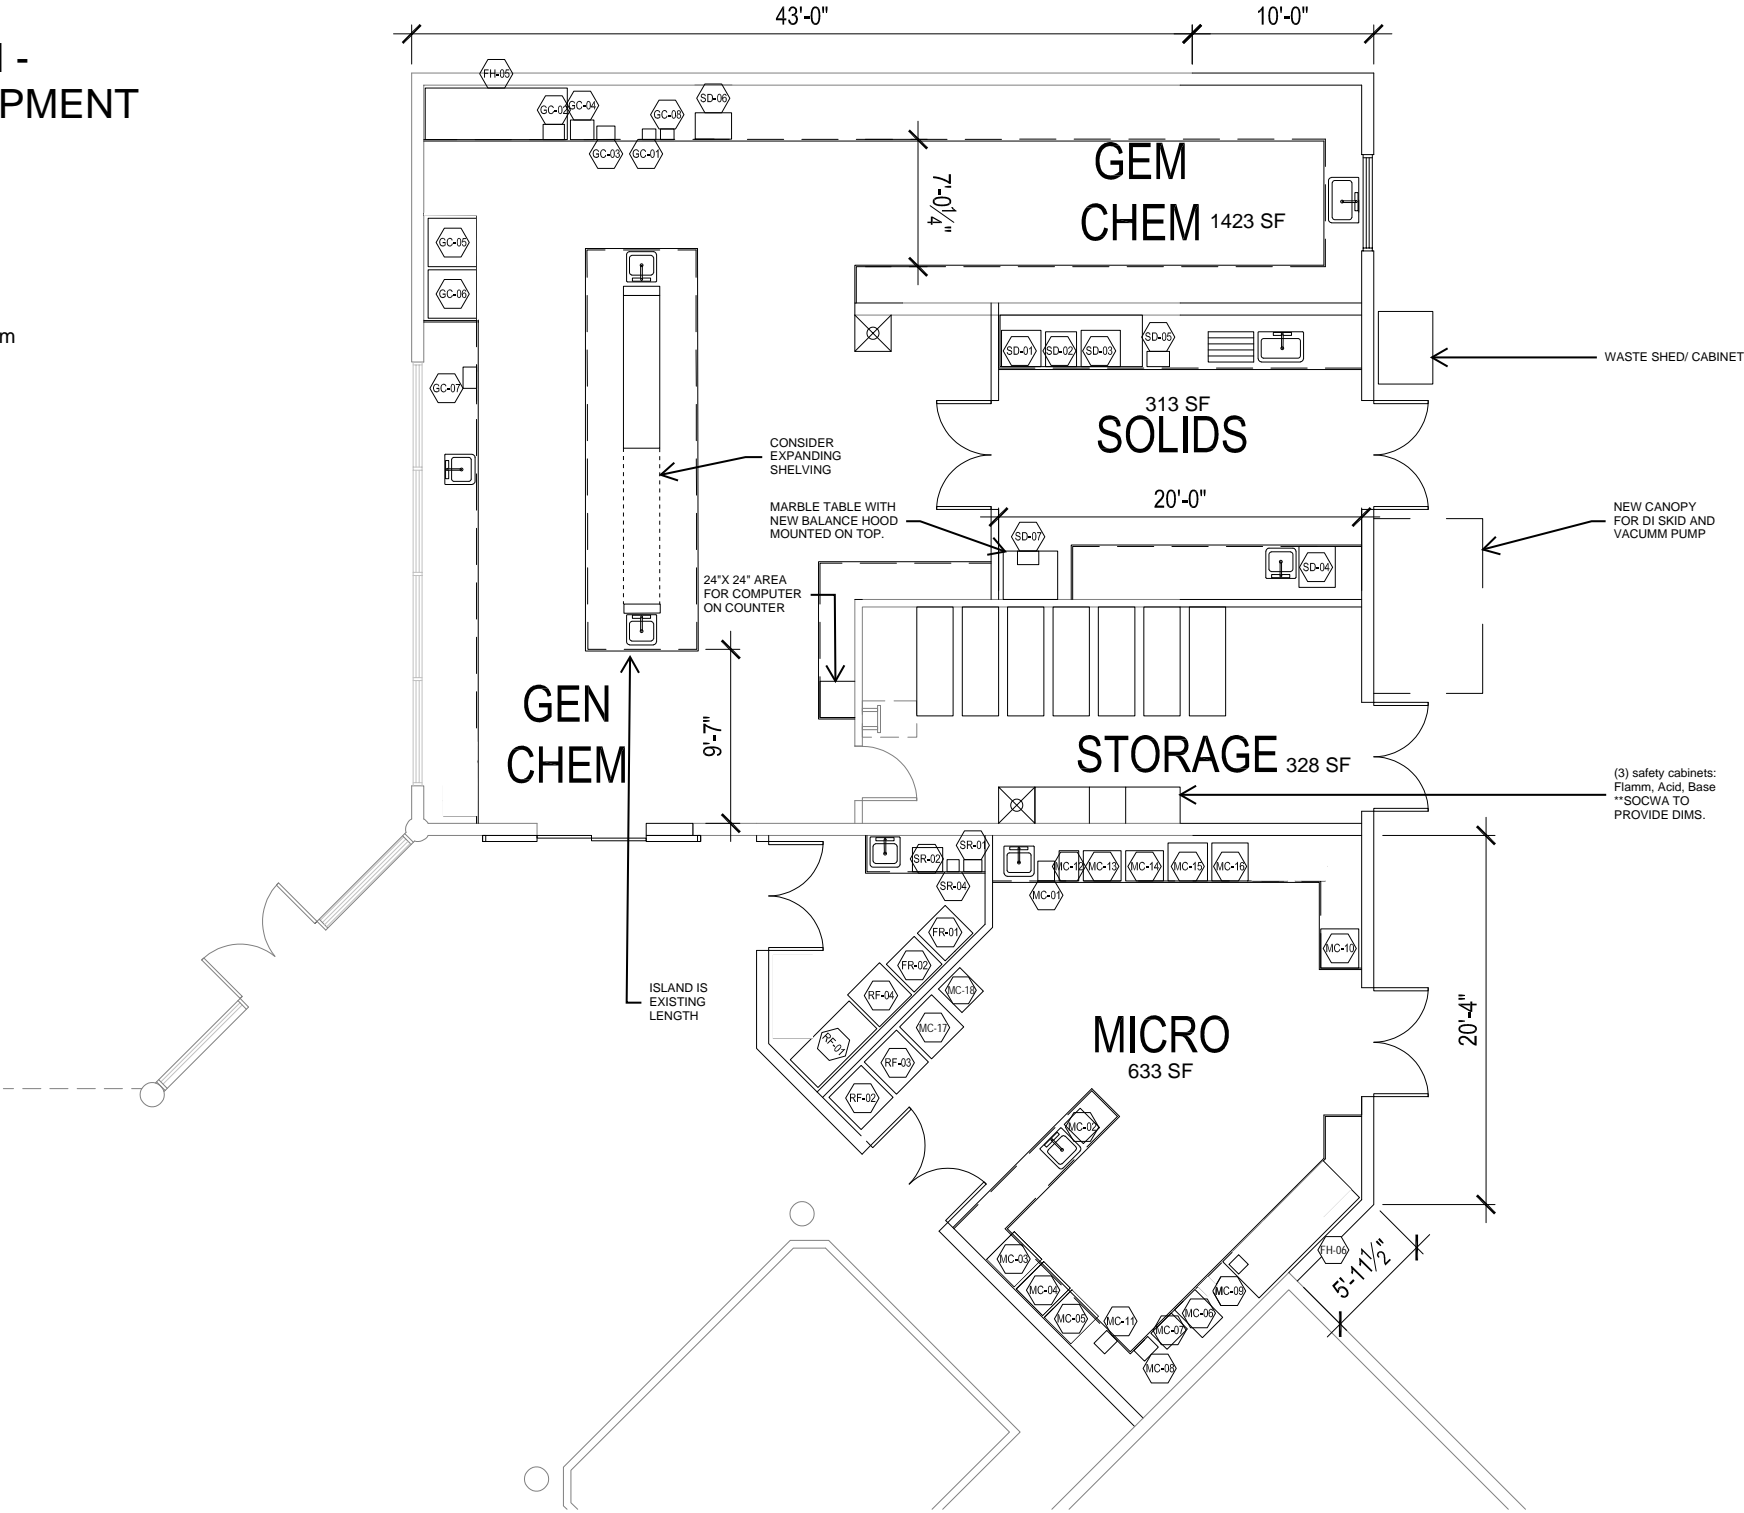 43'-0"
10'-0"
-
PMENT
FH-05
GC-02
GC-04
GC-08
SD-06
GC-03
GC-01
7'-0¼"
GEM
CHEM 1423 SF
GC-05
GC-06
m
SD-01
SD-02
SD-03
SD-05
WASTE SHED/ CABINET
GC-07
313 SF
SOLIDS
CONSIDER
EXPANDING
SHELVING
20'-0"
MARBLE TABLE WITH
NEW BALANCE HOOD
MOUNTED ON TOP.
NEW CANOPY
FOR DI SKID AND
VACUMM PUMP
SD-07
SD-04
24"X 24" AREA
FOR COMPUTER
ON COUNTER
GEN
CHEM
9'-7"
STORAGE 328 SF
(3) safety cabinets:
Flamm, Acid, Base
**SOCWA TO
PROVIDE DIMS.
SR-02
SR-01
SR-04
MC-12
MC-13
MC-14
MC-15
MC-16
MC-01
FR-01
FR-02
RF-04
RF-01
MC-18
MC-17
RF-03
RF-02
MC-10
ISLAND IS
EXISTING
LENGTH
MICRO
633 SF
20'-4"
MC-02
MC-03
MC-04
MC-05
MC-11
MC-07
MC-06
MC-09
MC-08
FH-06
5'-11½"